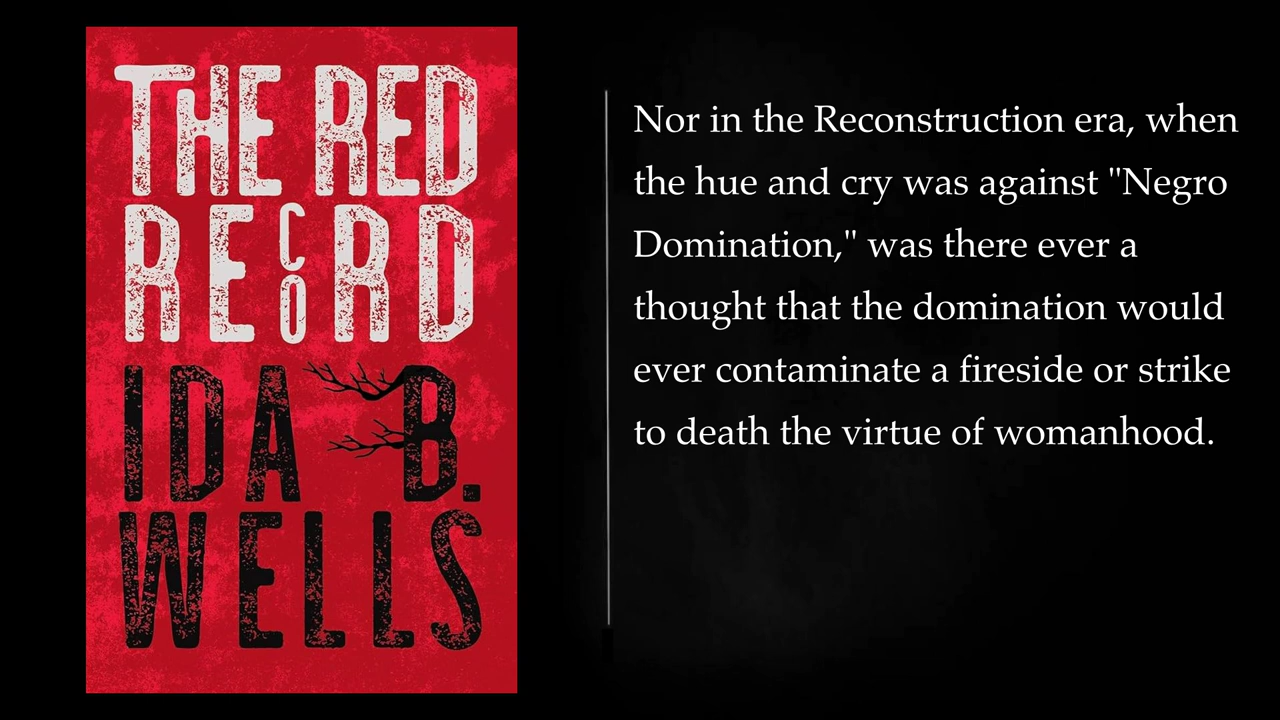 THE RED
RECORD
IDA B.
WELLS
Nor in the Reconstruction era, when
the hue and cry was against "Negro
Domination," was there ever a
thought that the domination would
ever contaminate a fireside or strike
to death the virtue of womanhood.